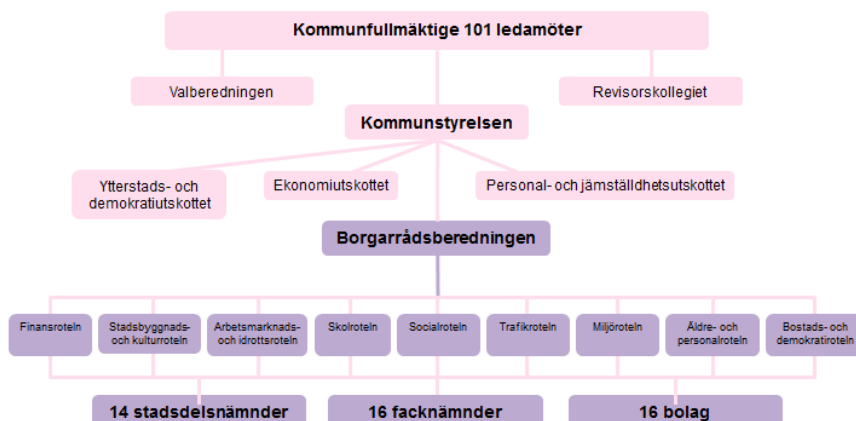 Kommunfullmäktige 101 ledamöter
Valberedningen
Revisorskollegiet
Kommunstyrelsen
Ytterstads- och
demokratiutskottet
Ekonomiutskottet
Personal- och jämställdhetsutskottet
Borgarrådsberedningen
Finansroteln
Stadsbyggnads-
och kulturroteln
Arbetsmarknads-
och idrottsroteln
Skolroteln
Socialroteln
Trafikroteln
Miljöroteln
Äldre- och
personalroteln
Bostads- och
demokratiroteln
14 stadsdelsnämnder
16 facknämnder
16 bolag